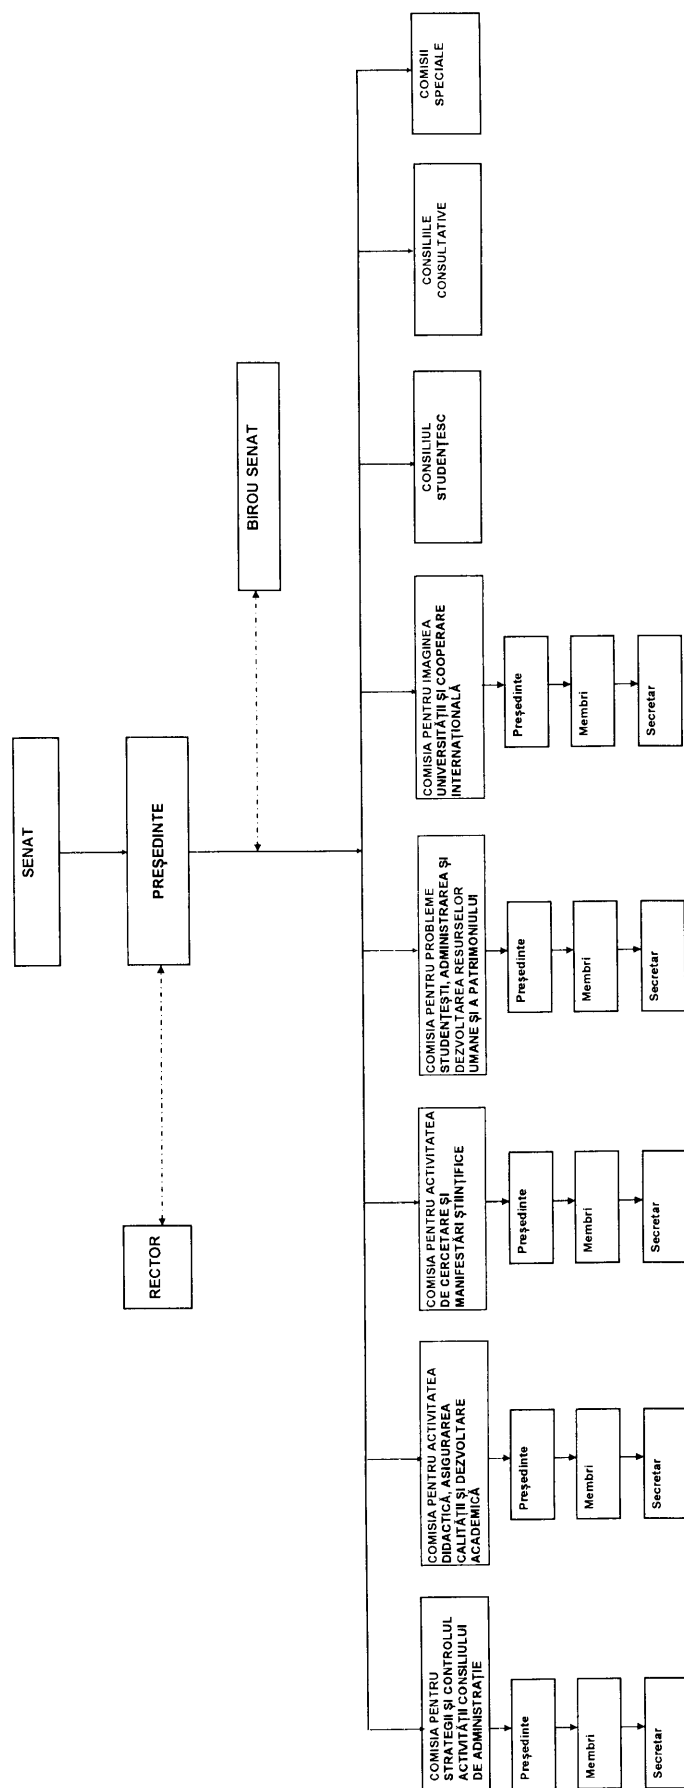 SENAT
PREȘEDINTE
RECTOR
BIROU SENAT
COMISIA PENTRU
STRATEGII ȘI CONTROLUL
ACTIVITĂȚII CONSILIULUI
DE ADMINISTRAȚIE
Președinte
Membri
Secretar
COMISIA PENTRU ACTIVITATEA
DIDACTICĂ, ASIGURAREA
CALITĂȚII ȘI DEZVOLTARE
ACADEMICĂ
Președinte
Membri
Secretar
COMISIA PENTRU ACTIVITATEA
DE CERCETARE ȘI
MANIFESTĂRI ȘTIINȚIFICE
Președinte
Membri
Secretar
COMISIA PENTRU PROBLEME
STUDENȚEȘTI, ADMINISTRAREA ȘI
DEZVOLTAREA RESURSELOR
UMANE ȘI A PATRIMONIULUI
Președinte
Membri
Secretar
COMISIA PENTRU IMAGINEA
UNIVERSITĂȚII ȘI COOPERARE
INTERNAȚIONALĂ
Președinte
Membri
Secretar
CONSILIUL
STUDENȚESC
CONSILIILE
CONSULTATIVE
COMISII
SPECIALE